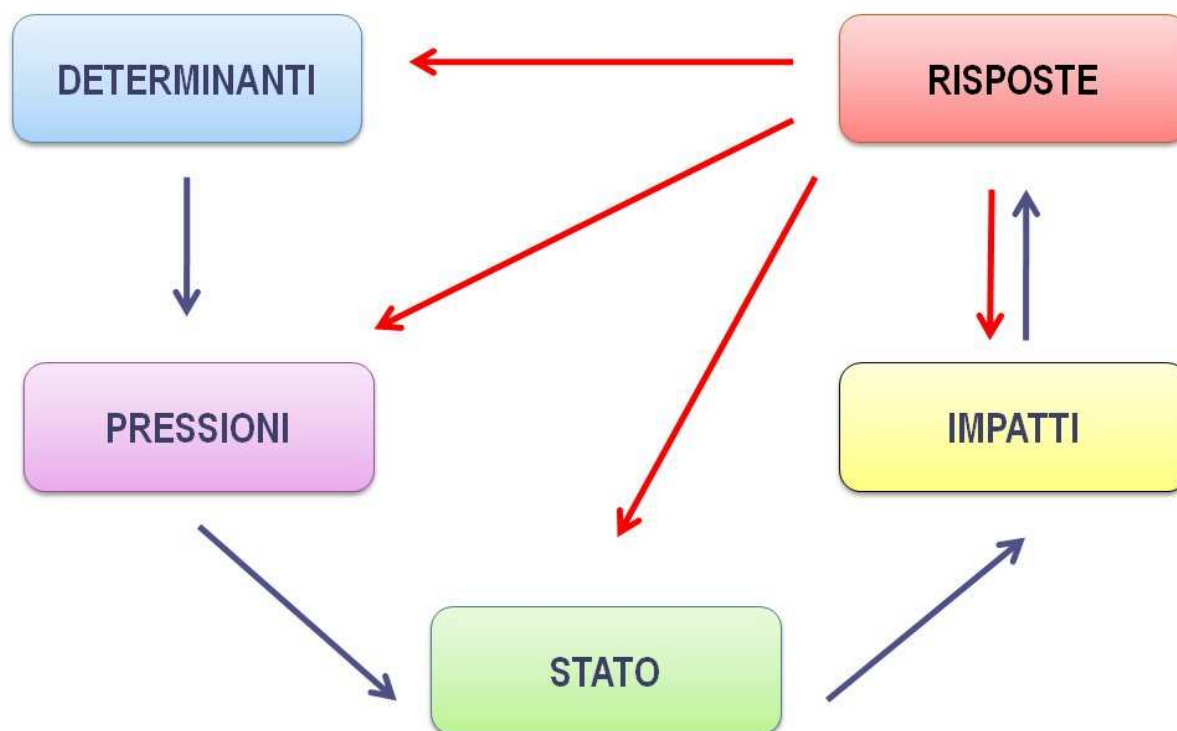 DETERMINANTI
RISPOSTE
PRESSIONI
IMPATTI
STATO